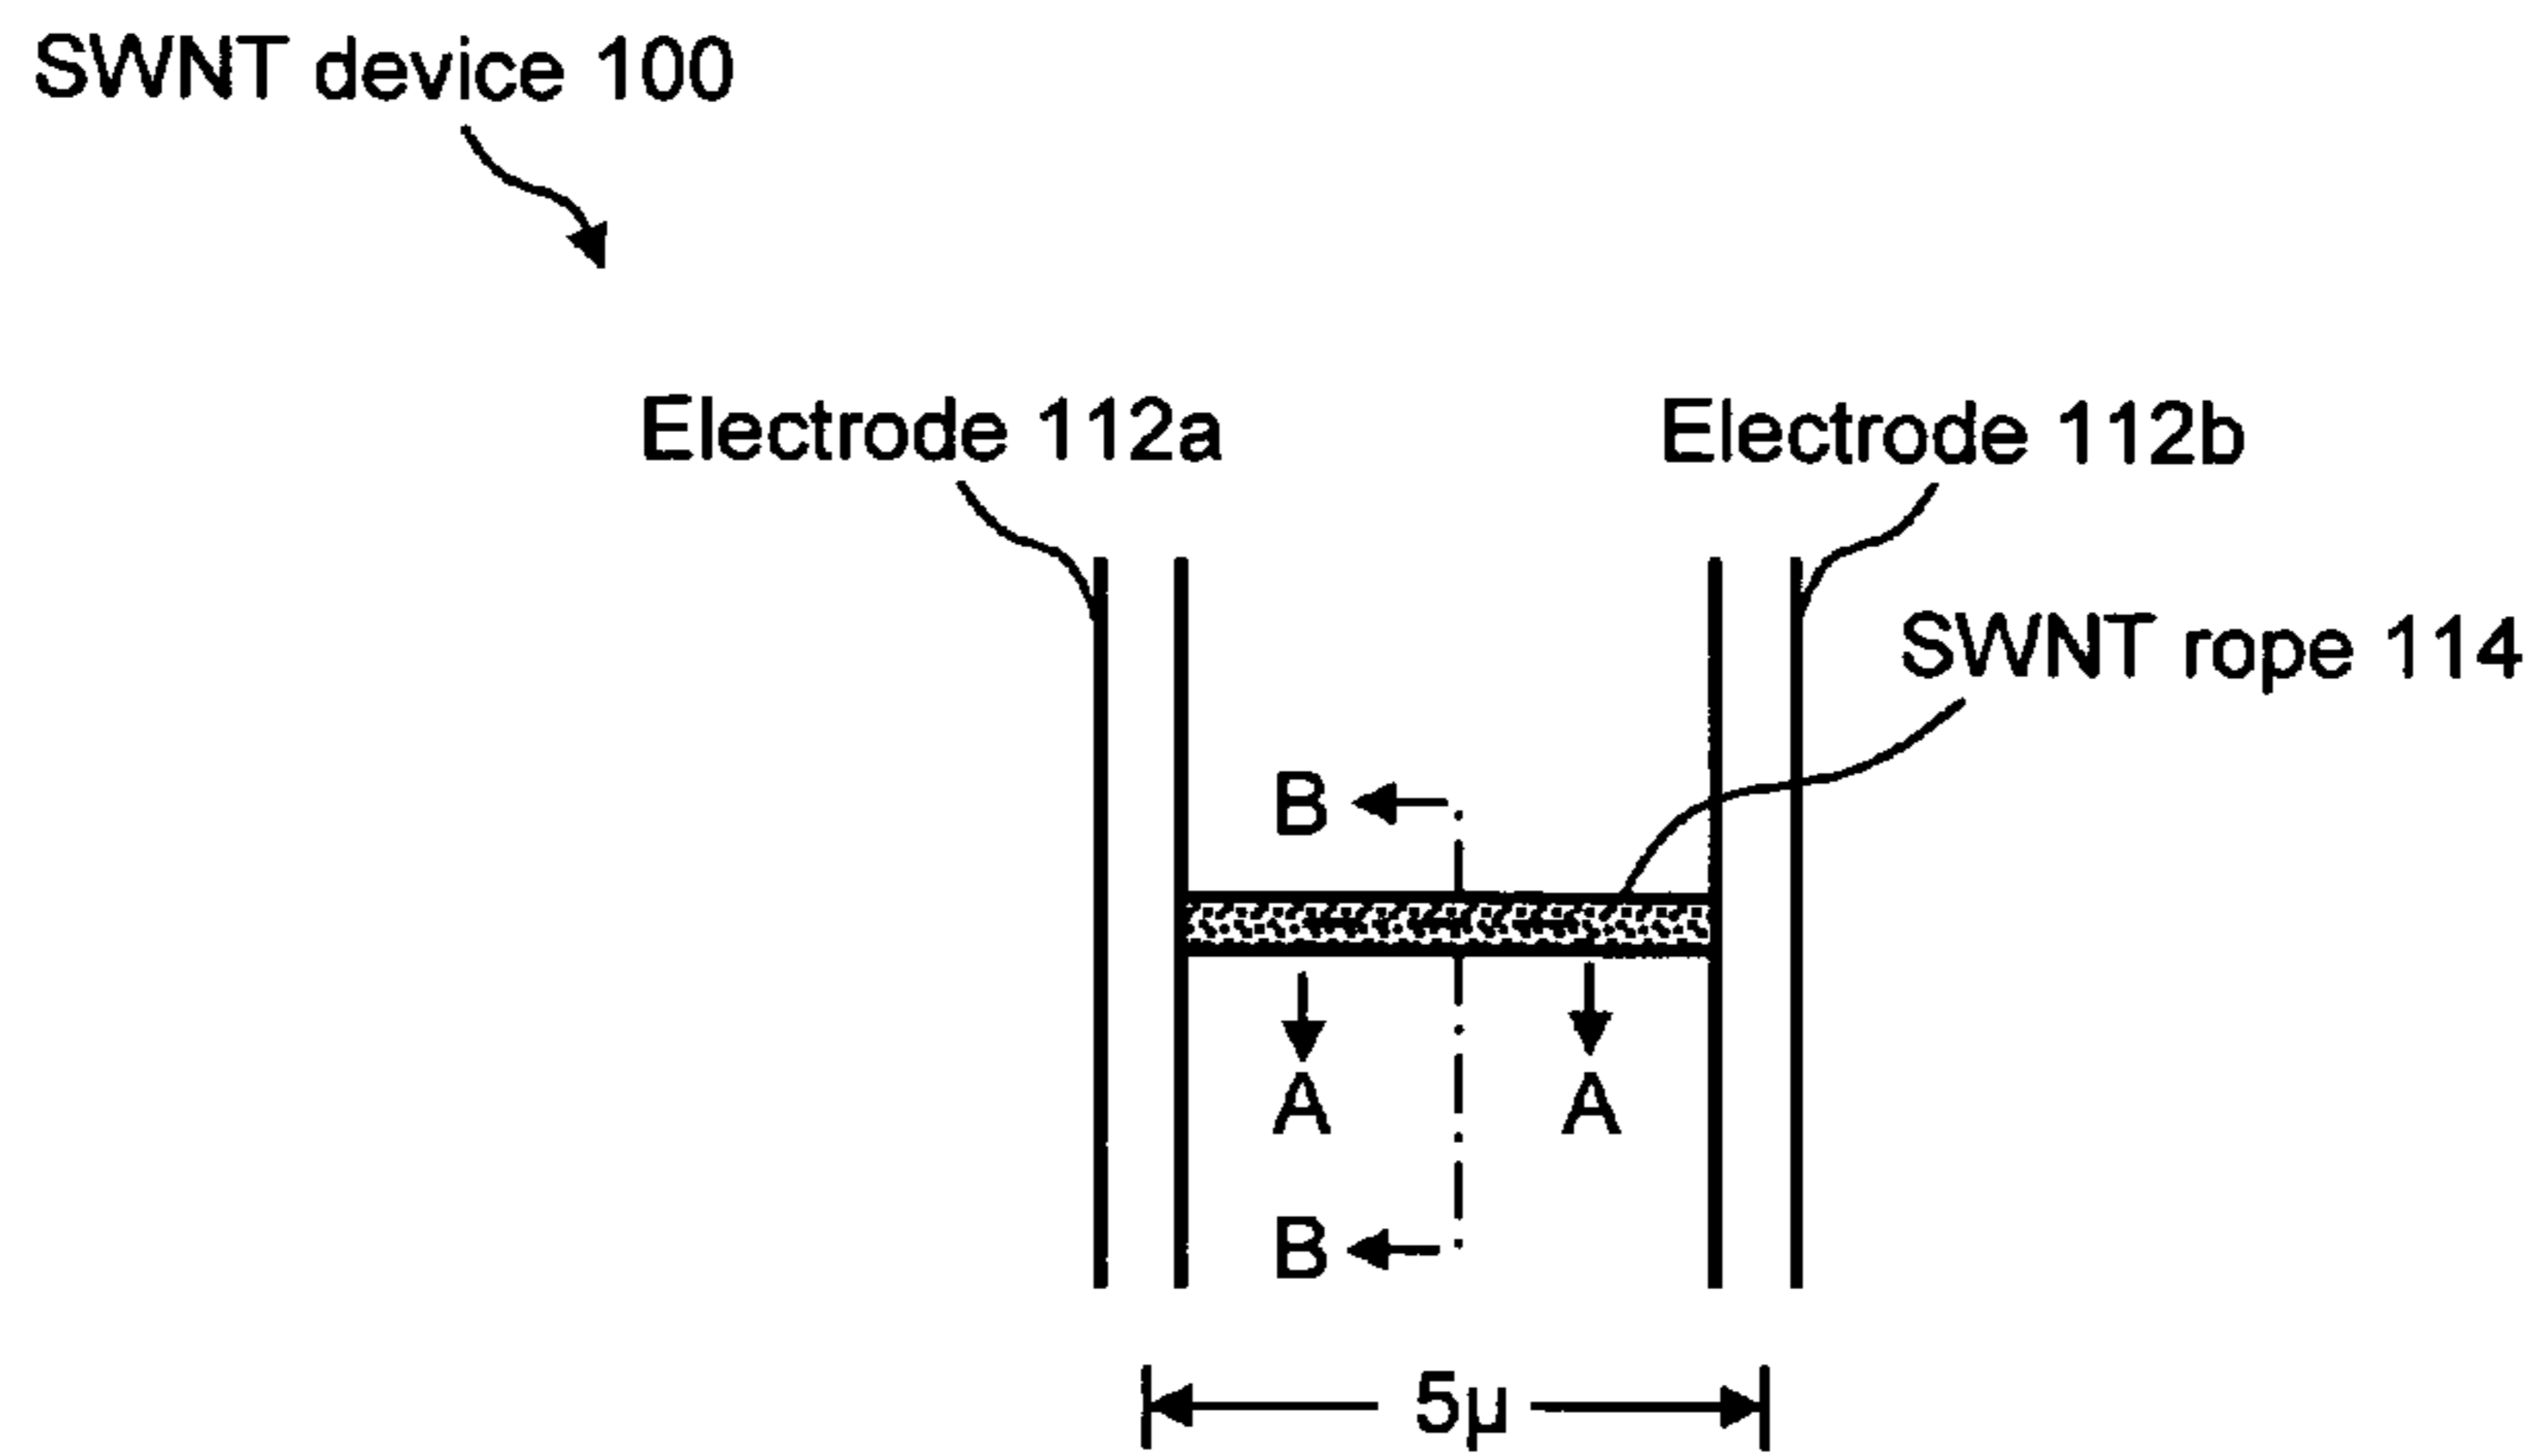 SWNT device 100
Electrode 112a
Electrode 112b
SWNT rope 114
B
A
A
B
5µ